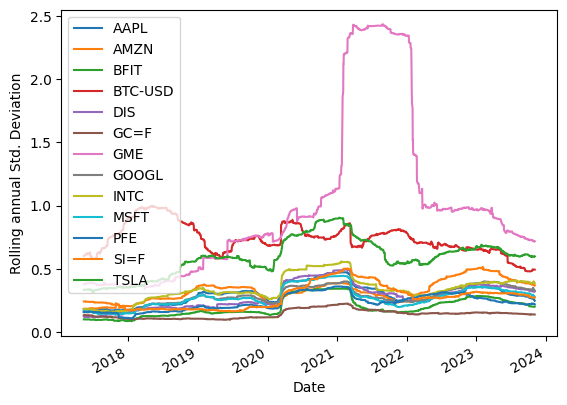 2.5
2.0
1.5
1.0
0.5
0.0
Rolling annual Std. Deviation
AAPL
AMZN
BFIT
BTC-USD
DIS
GC=F
GME
GOOGL
INTC
MSFT
PFE
SI=F
TSLA
2018
2019
2020
2021
2022
2023
2024
Date